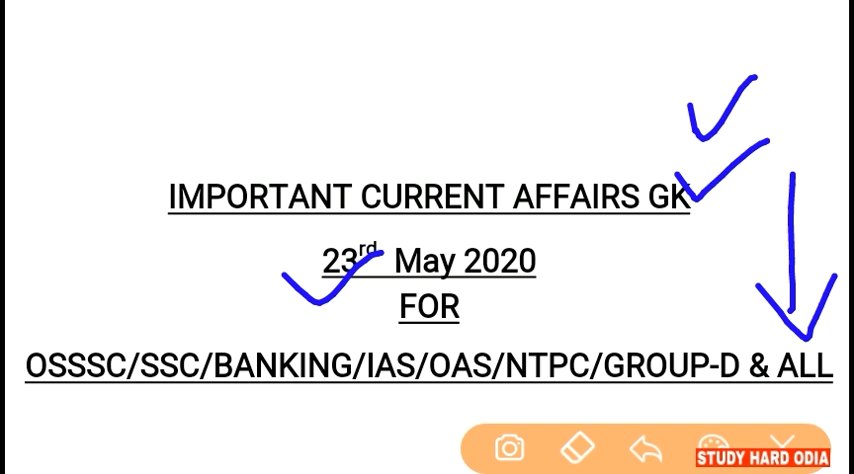 IMPORTANT CURRENT AFFAIRS GK
23rd May 2020
FOR
OSSSC/SSC/BANKING/IAS/OAS/NTPC/GROUP-D & ALL
STUDY HARD ODIA